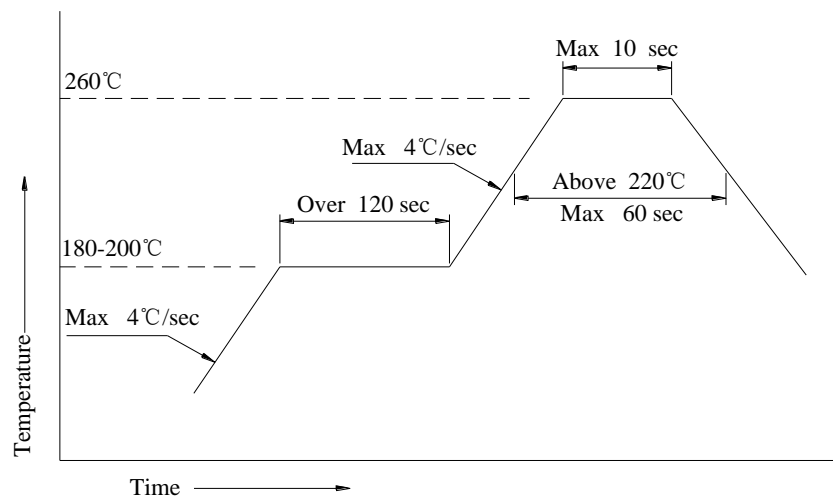 Max 10 sec
260℃
Max 4℃/sec
Above 220℃
Max 60 sec
Over 120 sec
180-200℃
Max 4℃/sec
Temperature
Time